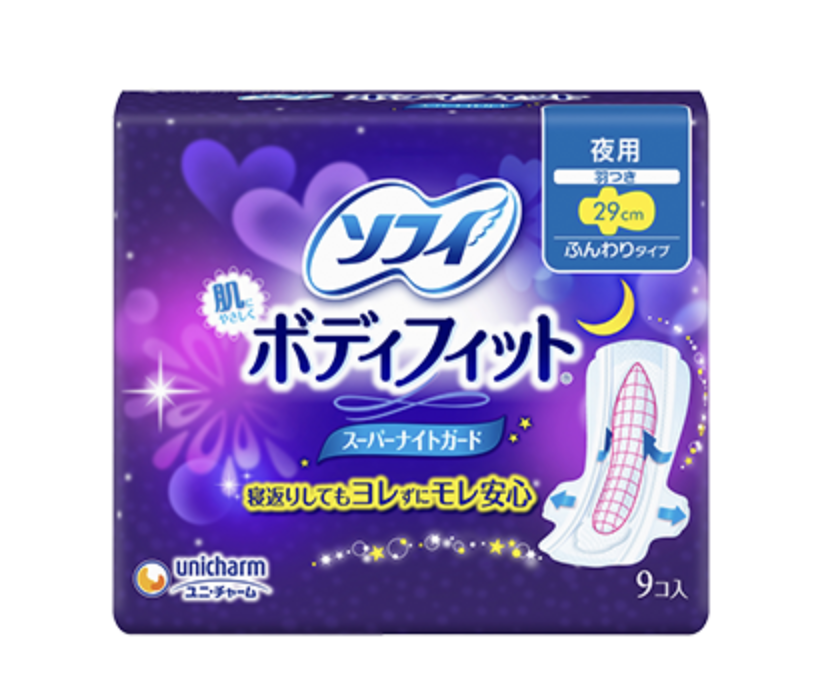 夜用
羽つき
29cm
ふんわりタイプ
ソフィ
肌に
やさしく
ボディフィット®
スーパーナイトガード
寝返りしてもヨレずにモレ安心
unicharm
ユニ・チャーム
9コ入